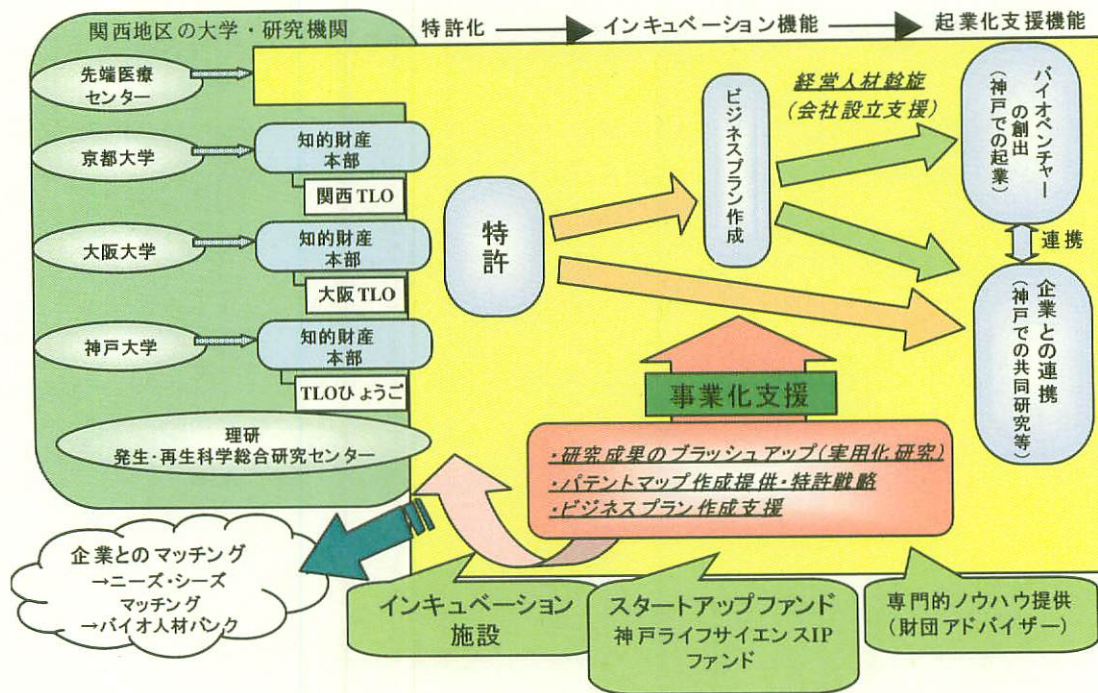 関西地区の大学・研究機関
特許化
インキュベーション機能
起業化支援機能
先端医療
センター
京都大学
知的財産
本部
関西TLO
大阪大学
知的財産
本部
大阪TLO
神戸大学
知的財産
本部
TLOひょうご
理研
発生・再生科学総合研究センター
特許
ビジネスプラン作成
経営人材斡旋
(会社設立支援)
バイオベンチャー
の創出
(神戸での起業)
連携
企業との連携
(神戸での共同研究等)
事業化支援
・研究成果のブラッシュアップ(実用化研究)
・パテントマップ作成提供・特許戦略
・ビジネスプラン作成支援
企業とのマッチング
→ニーズ・シーズ
マッチング
→バイオ人材バンク
インキュベーション
施設
スタートアップファンド
神戸ライフサイエンスIP
ファンド
専門的ノウハウ提供
(財団アドバイザー)